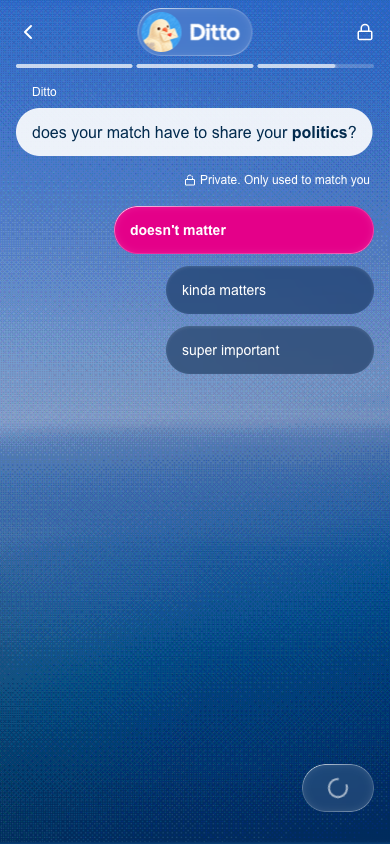 Ditto
Ditto
does your match have to share your politics?
Private. Only used to match you
doesn't matter
kinda matters
super important